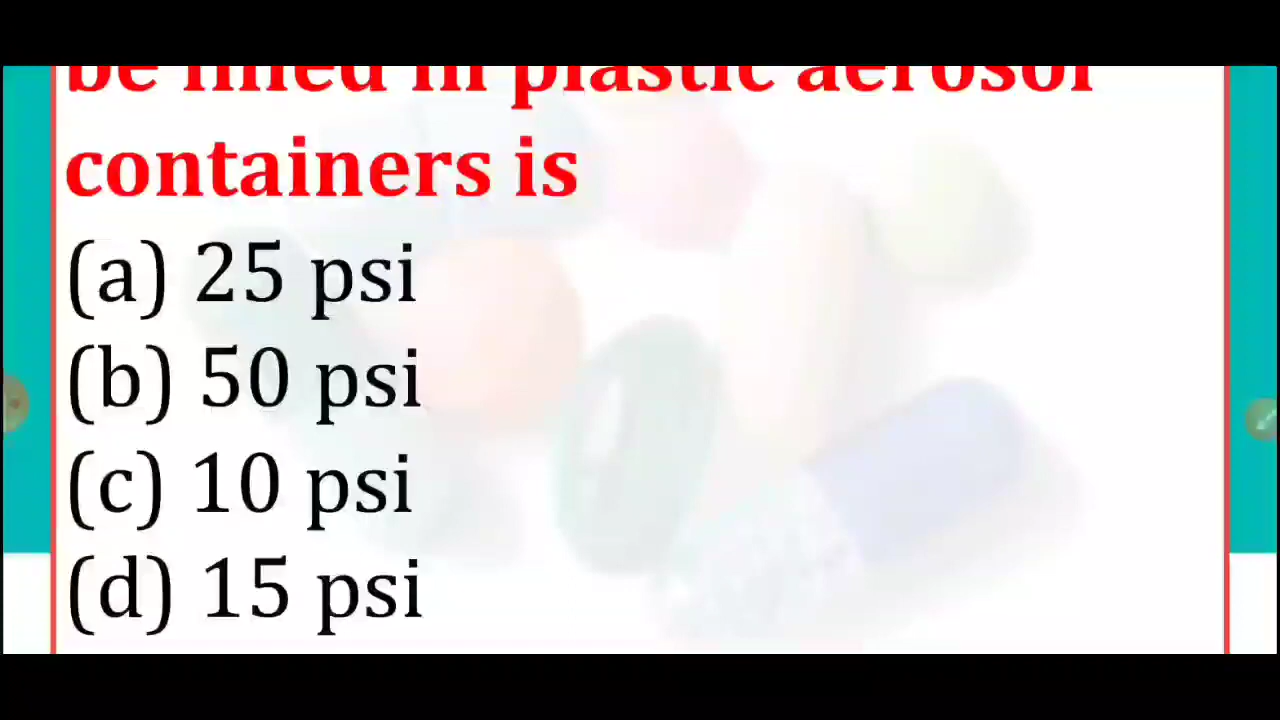 be filled in plastic aerosol
containers is
(a) 25 psi
(b) 50 psi
(c) 10 psi
(d) 15 psi